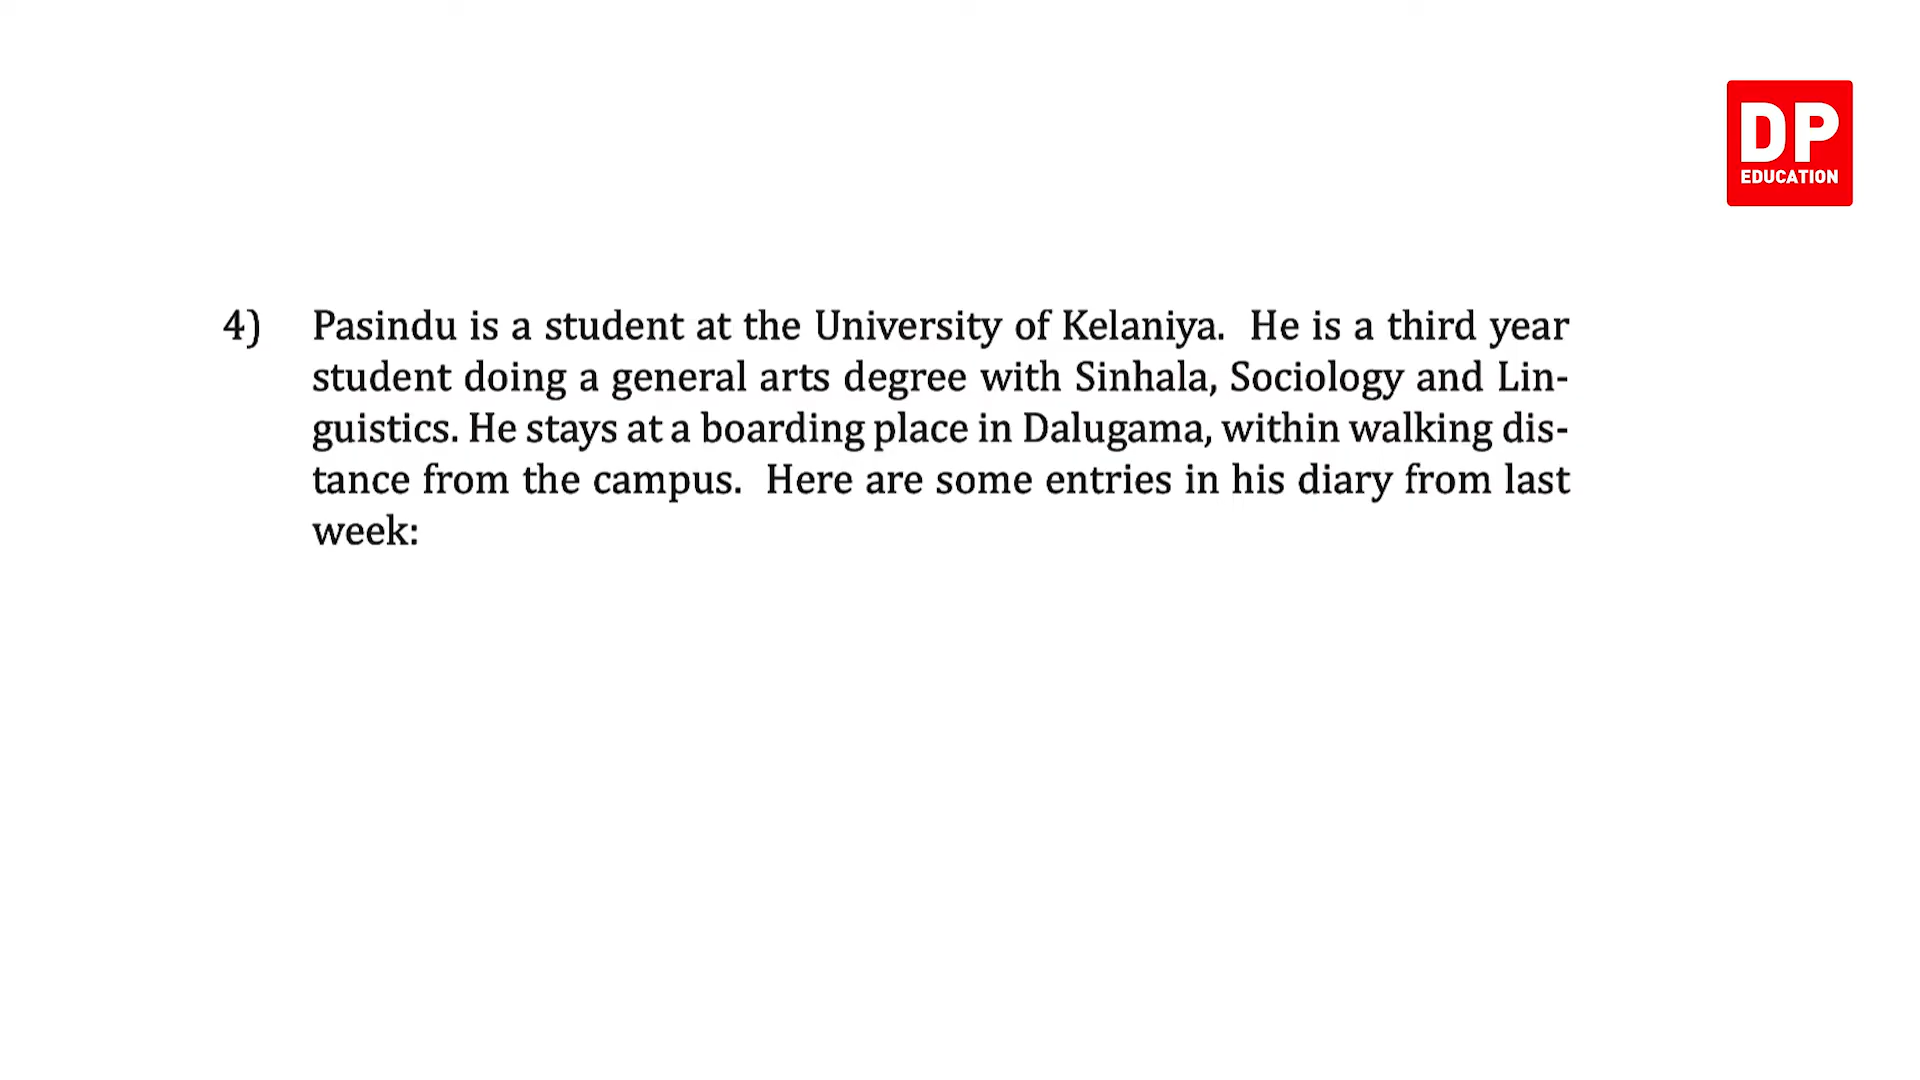 DP
EDUCATION
4) Pasindu is a student at the University of Kelaniya. He is a third year
student doing a general arts degree with Sinhala, Sociology and Lin-
guistics. He stays at a boarding place in Dalugama, within walking dis-
tance from the campus. Here are some entries in his diary from last
week: